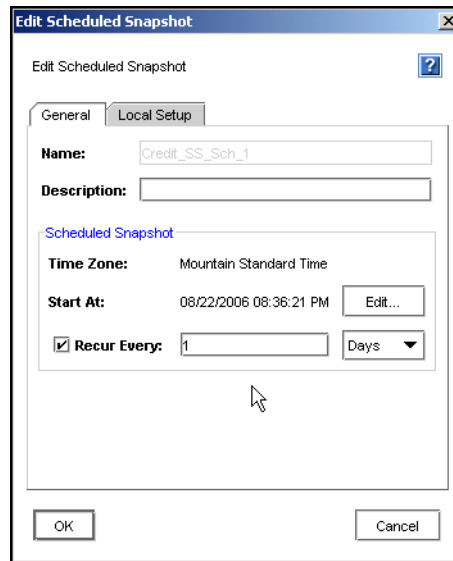 Edit Scheduled Snapshot
Edit Scheduled Snapshot ?
General Local Setup
Name: Credit_SS_Sch_1
Description:
Scheduled Snapshot
Time Zone: Mountain Standard Time
Start At: 08/22/2006 08:36:21 PM Edit...
Recur Every: 1 Days
OK Cancel